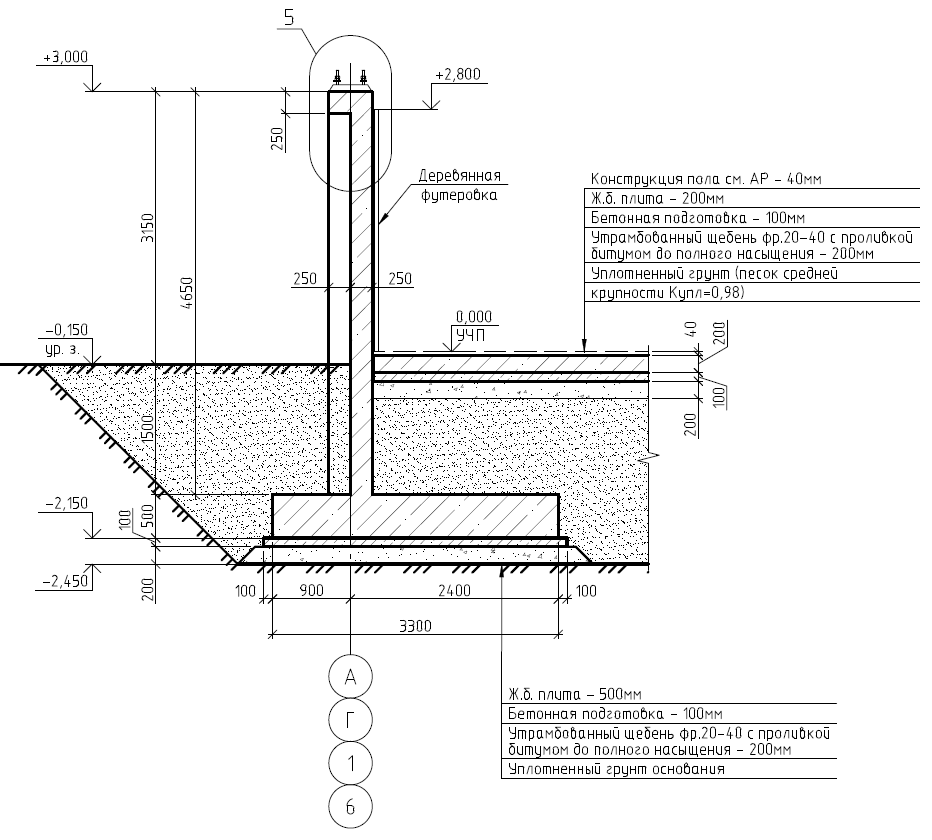 5
+3,000
+2,800
250
Деревянная
футеровка
Конструкция пола см. АР – 40мм
Ж.б. плита – 200мм
Бетонная подготовка – 100мм
Утрамбованный щебень фр.20–40 с проливкой
битумом до полного насыщения – 200мм
Уплотненный грунт (песок средней
крупности Kупл=0,98)
3150
4650
250
250
0,000
УЧП
-0,150
ур. з.
40
200
100
200
1500
-2,150
100
500
-2,450
200
100
900
2400
100
3300
А
Г
1
6
Ж.б. плита – 500мм
Бетонная подготовка – 100мм
Утрамбованный щебень фр.20–40 с проливкой
битумом до полного насыщения – 200мм
Уплотненный грунт основания